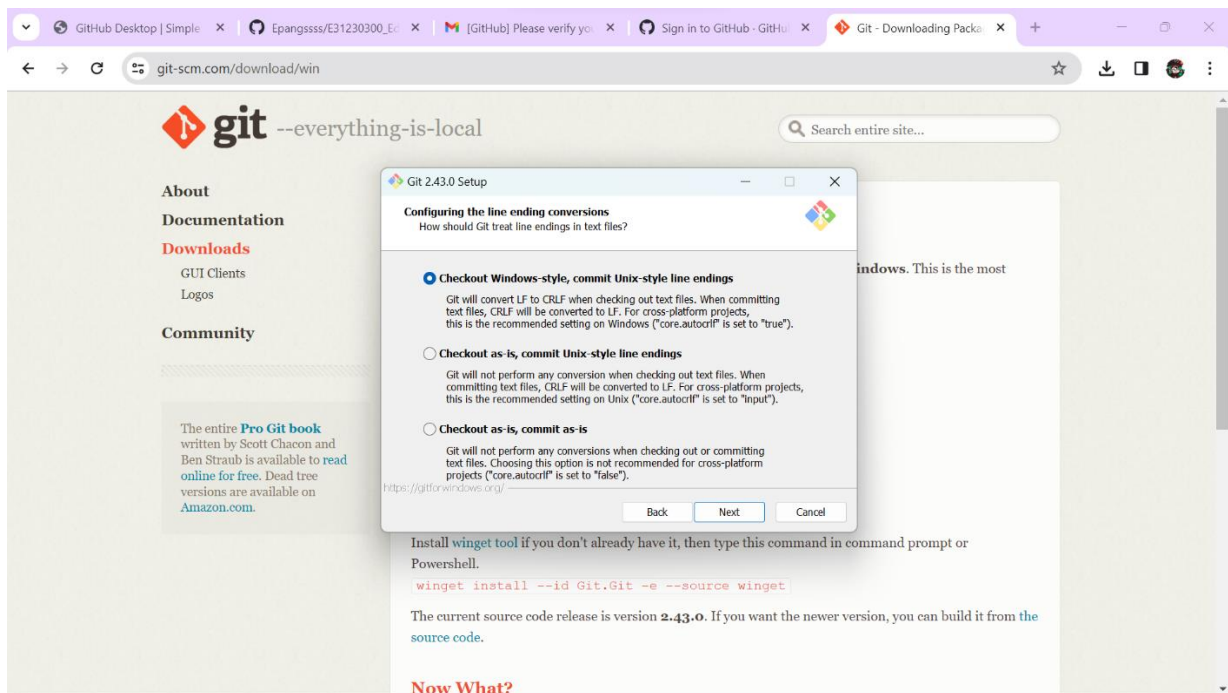 GitHub Desktop | Simple
Epangssss/E31230300_Ed
[GitHub] Please verify yo
Sign in to GitHub · GitHu
Git - Downloading Packa
git-scm.com/download/win
git --everything-is-local
Search entire site...
About
Documentation
Downloads
GUI Clients
Logos
Community
The entire Pro Git book
written by Scott Chacon and
Ben Straub is available to read
online for free. Dead tree
versions are available on
Amazon.com.
Git 2.43.0 Setup
Configuring the line ending conversions
How should Git treat line endings in text files?
Checkout Windows-style, commit Unix-style line endings
Git will convert LF to CRLF when checking out text files. When committing
text files, CRLF will be converted to LF. For cross-platform projects,
this is the recommended setting on Windows ("core.autocrlf" is set to "true").
Checkout as-is, commit Unix-style line endings
Git will not perform any conversion when checking out text files. When
committing text files, CRLF will be converted to LF. For cross-platform projects,
this is the recommended setting on Unix ("core.autocrlf" is set to "input").
Checkout as-is, commit as-is
Git will not perform any conversions when checking out or committing
text files. Choosing this option is not recommended for cross-platform
projects ("core.autocrlf" is set to "false").
https://gitforwindows.org/
Back
Next
Cancel
indows. This is the most
Install winget tool if you don't already have it, then type this command in command prompt or
Powershell.
winget install --id Git.Git -e --source winget
The current source code release is version 2.43.0. If you want the newer version, you can build it from the
source code.
Now What?